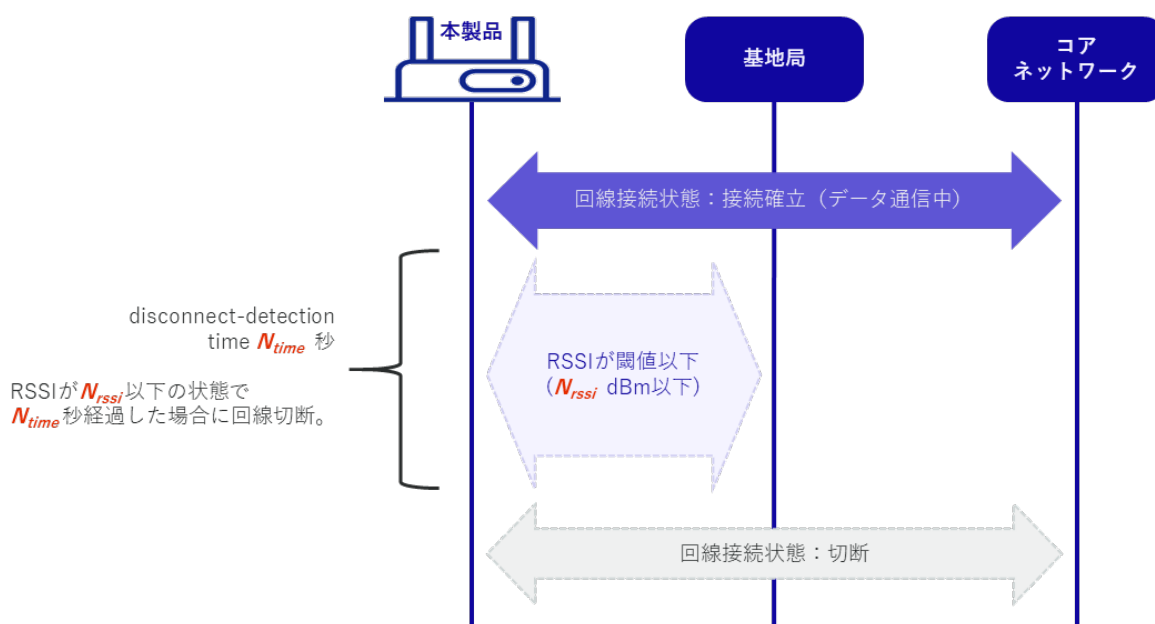 本製品
基地局
コア
ネットワーク
回線接続状態：接続確立（データ通信中）
disconnect-detection
time N_time 秒
RSSIがN_rssi以下の状態で
N_time秒経過した場合に回線切断。
RSSIが閾値以下
(N_rssi dBm以下)
回線接続状態：切断